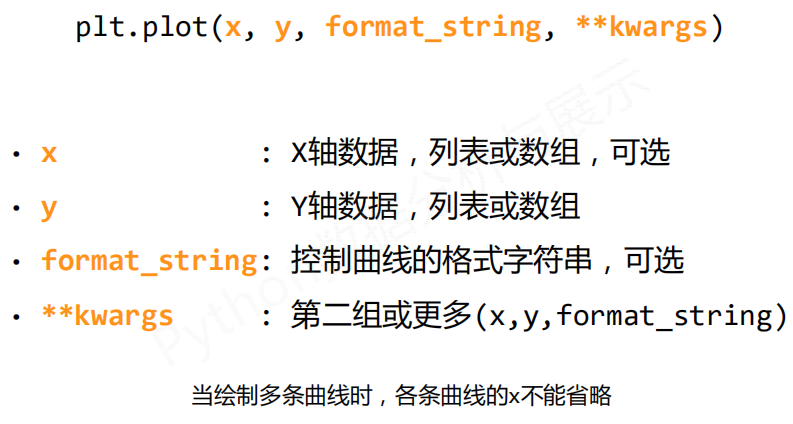 plt.plot(x, y, format_string, **kwargs)
• x : X轴数据，列表或数组，可选
• y : Y轴数据，列表或数组
• format_string: 控制曲线的格式字符串，可选
• **kwargs : 第二组或更多(x,y,format_string)
当绘制多条曲线时，各条曲线的x不能省略
Python数据分析与展示